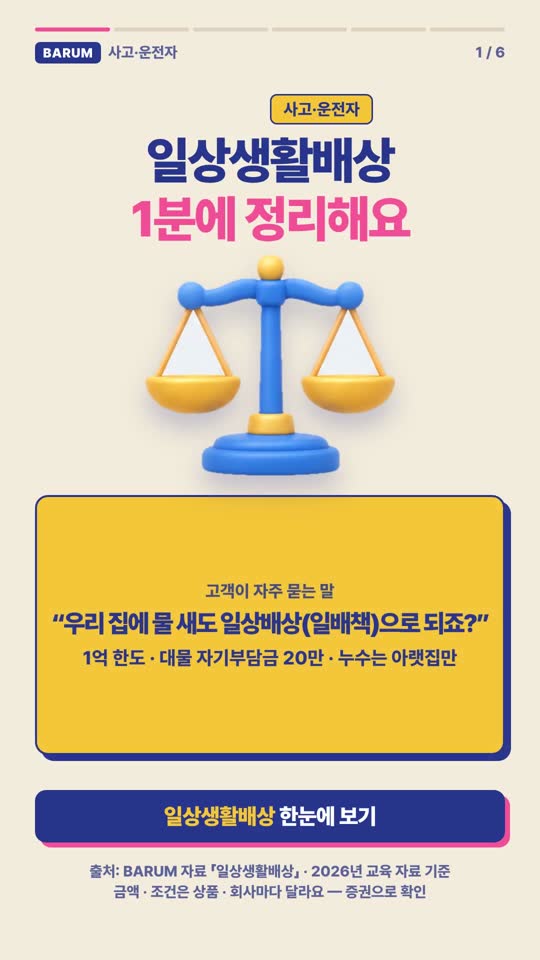 BARUM 사고·운전자 1 / 6
사고·운전자
일상생활배상
1분에 정리해요
고객이 자주 묻는 말
“우리 집에 물 새도 일상배상(일배책)으로 되죠?”
1억 한도 · 대물 자기부담금 20만 · 누수는 아랫집만
일상생활배상 한눈에 보기
출처: BARUM 자료 「일상생활배상」 · 2026년 교육 자료 기준
금액 · 조건은 상품 · 회사마다 달라요 — 증권으로 확인